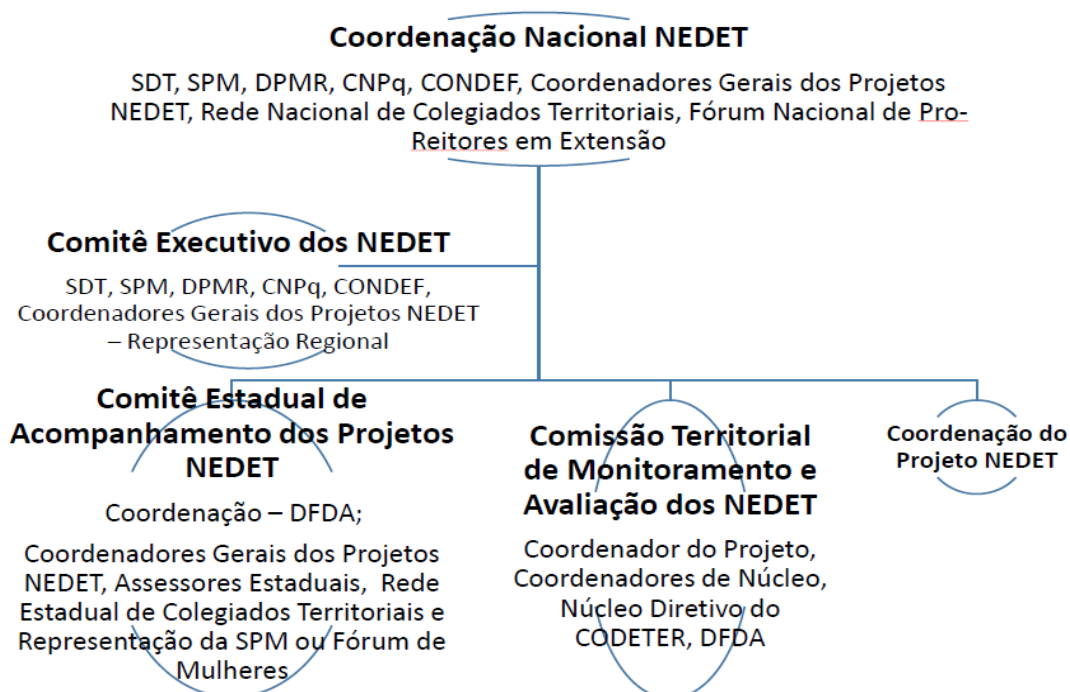 Coordenação Nacional NEDET
SDT, SPM, DPMR, CNPq, CONDEF, Coordenadores Gerais dos Projetos
NEDET, Rede Nacional de Colegiados Territoriais, Fórum Nacional de Pro-
Reitores em Extensão
Comitê Executivo dos NEDET
SDT, SPM, DPMR, CNPq, CONDEF,
Coordenadores Gerais dos Projetos NEDET
– Representação Regional
Comitê Estadual de
Acompanhamento dos Projetos
NEDET
Coordenação – DFDA;
Coordenadores Gerais dos Projetos
NEDET, Assessores Estaduais, Rede
Estadual de Colegiados Territoriais e
Representação da SPM ou Fórum de
Mulheres
Comissão Territorial
de Monitoramento e
Avaliação dos NEDET
Coordenador do Projeto,
Coordenadores de Núcleo,
Núcleo Diretivo do
CODETER, DFDA
Coordenação do
Projeto NEDET